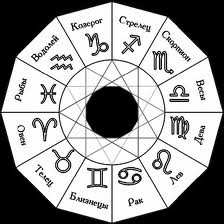 Козерог
Стрелец
Скорпион
Весы
Дева
Лев
Рак
Близнецы
Телец
Овен
Рыбы
Водолей